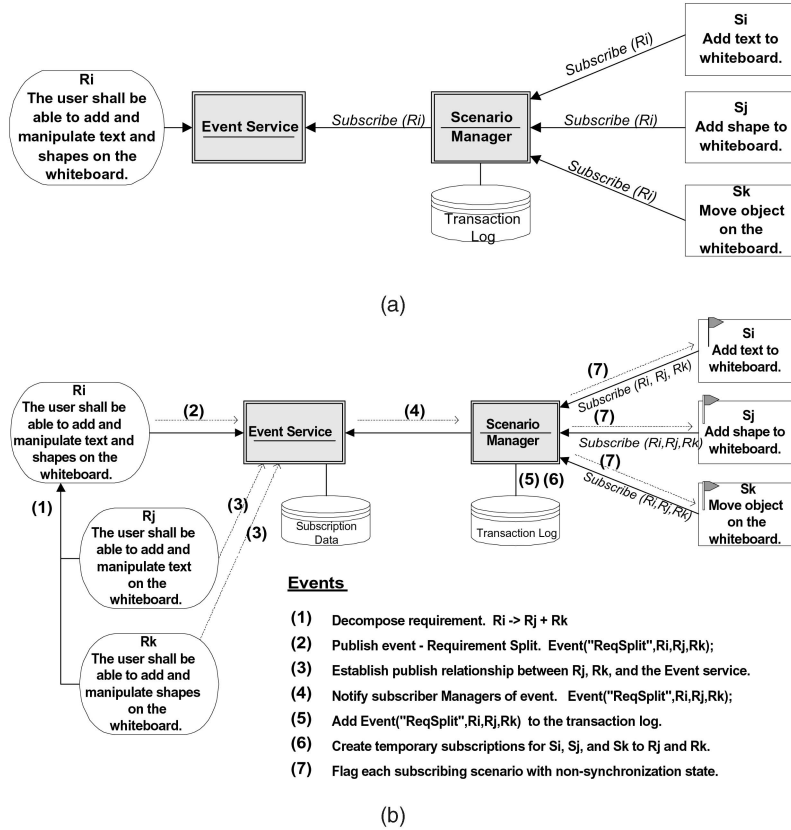 Ri
The user shall be
able to add and
manipulate text and
shapes on the
whiteboard.
Event Service
Subscribe (Ri)
Scenario
Manager
Transaction
Log
Subscribe (Ri)
Subscribe (Ri)
Subscribe (Ri)
Si
Add text to
whiteboard.
Sj
Add shape to
whiteboard.
Sk
Move object
on the
whiteboard.
(a)
Ri
The user shall be
able to add and
manipulate text and
shapes on the
whiteboard.
(1)
Rj
The user shall be
able to add and
manipulate text
on the
whiteboard.
Rk
The user shall be
able to add and
manipulate shapes
on the
whiteboard.
(2)
(3)
(3)
Event Service
Subscription
Data
(4)
Scenario
Manager
(5) (6)
Transaction Log
(7)
Subscribe (Ri, Rj, Rk)
(7)
Subscribe (Ri,Rj,Rk)
(7)
Subscribe (Ri,Rj,Rk)
Si
Add text to
whiteboard.
Sj
Add shape to
whiteboard.
Sk
Move object
on the
whiteboard.
Events
(1) Decompose requirement. Ri -> Rj + Rk
(2) Publish event - Requirement Split. Event("ReqSplit",Ri,Rj,Rk);
(3) Establish publish relationship between Rj, Rk, and the Event service.
(4) Notify subscriber Managers of event. Event("ReqSplit",Ri,Rj,Rk);
(5) Add Event("ReqSplit",Ri,Rj,Rk) to the transaction log.
(6) Create temporary subscriptions for Si, Sj, and Sk to Rj and Rk.
(7) Flag each subscribing scenario with non-synchronization state.
(b)